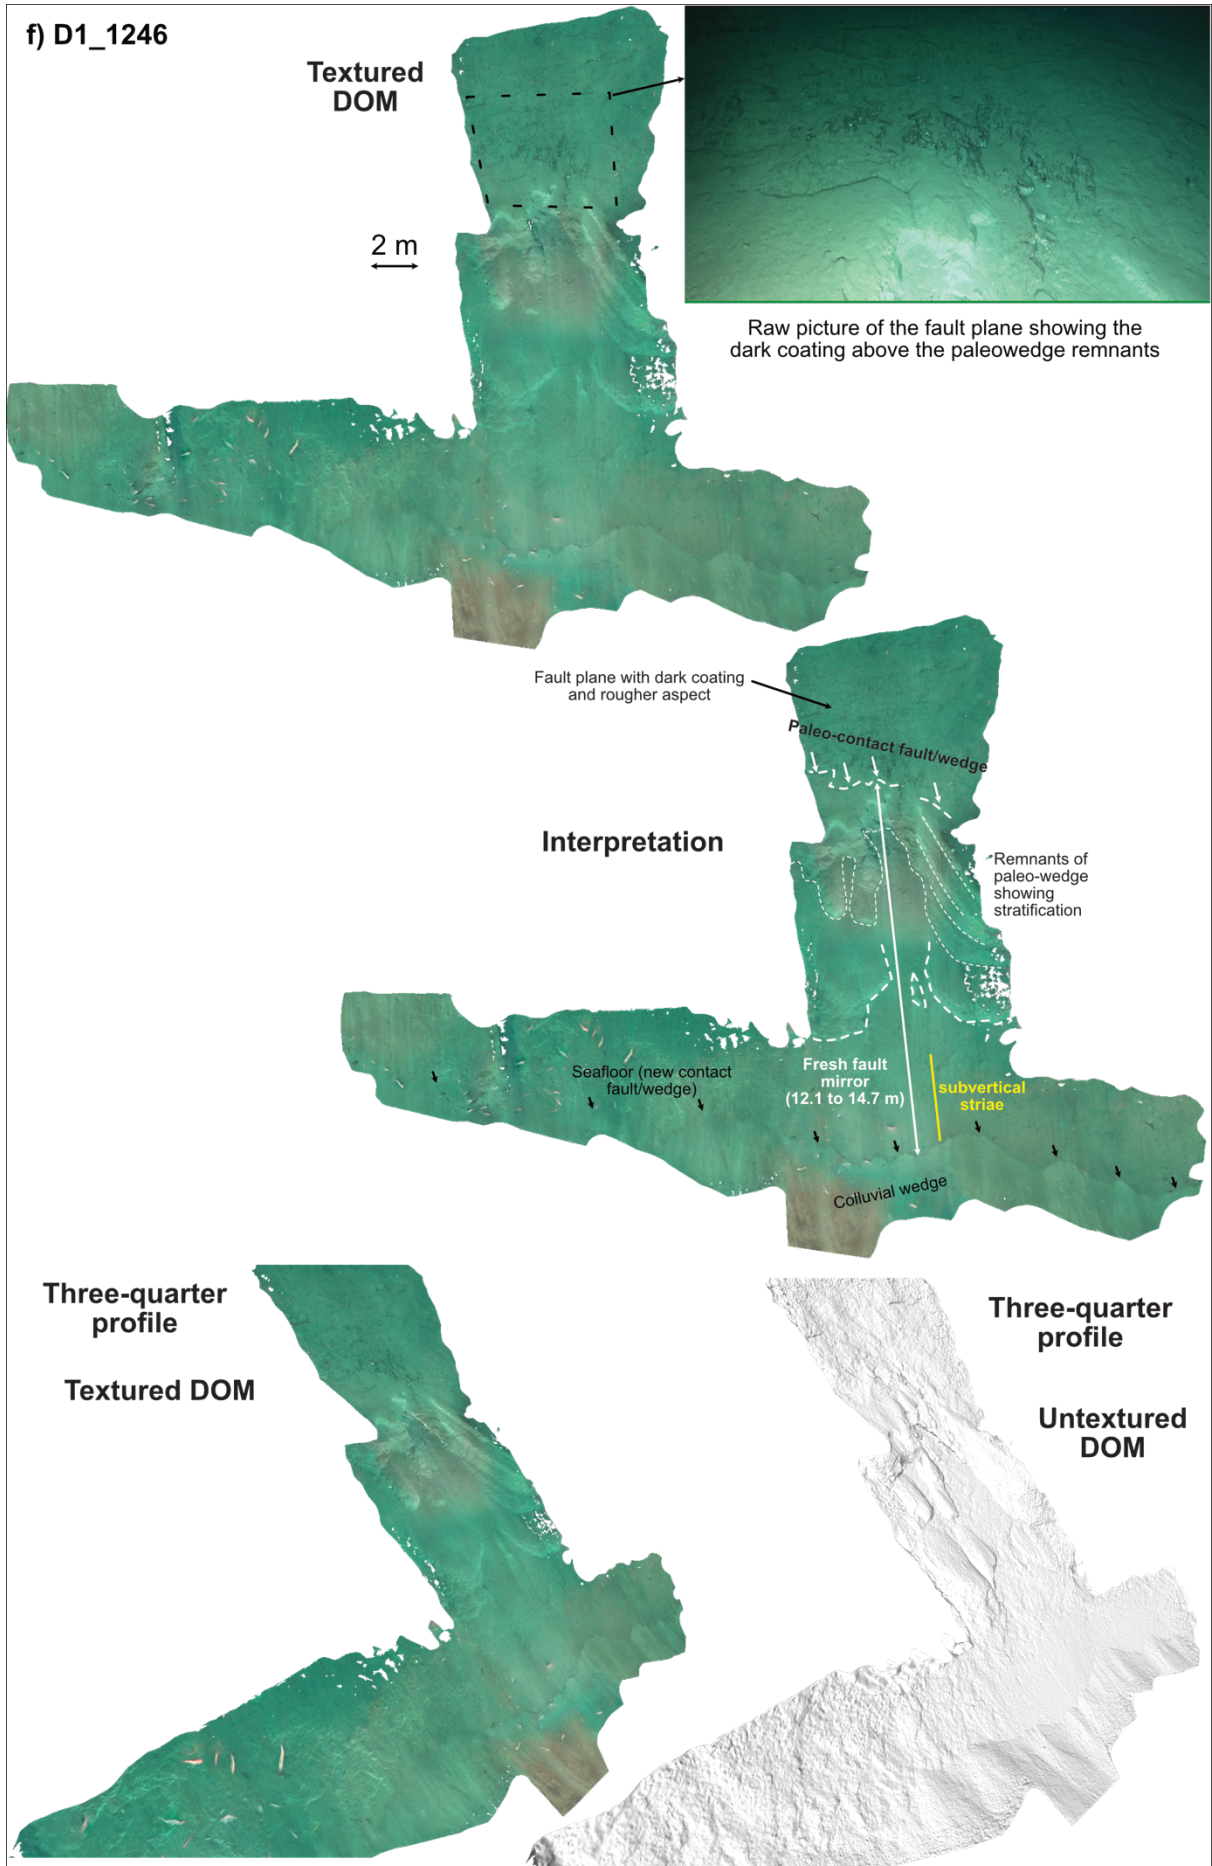 f) D1_1246
Textured
DOM
2 m
Raw picture of the fault plane showing the
dark coating above the paleowedge remnants
Fault plane with dark coating
and rougher aspect
Paleo-contact fault/wedge
Interpretation
Remnants of
paleo-wedge
showing
stratification
Seafloor (new contact
fault/wedge)
Fresh fault
mirror
(12.1 to 14.7 m)
subvertical
striae
Colluvial wedge
Three-quarter
profile
Textured DOM
Three-quarter
profile
Untextured
DOM